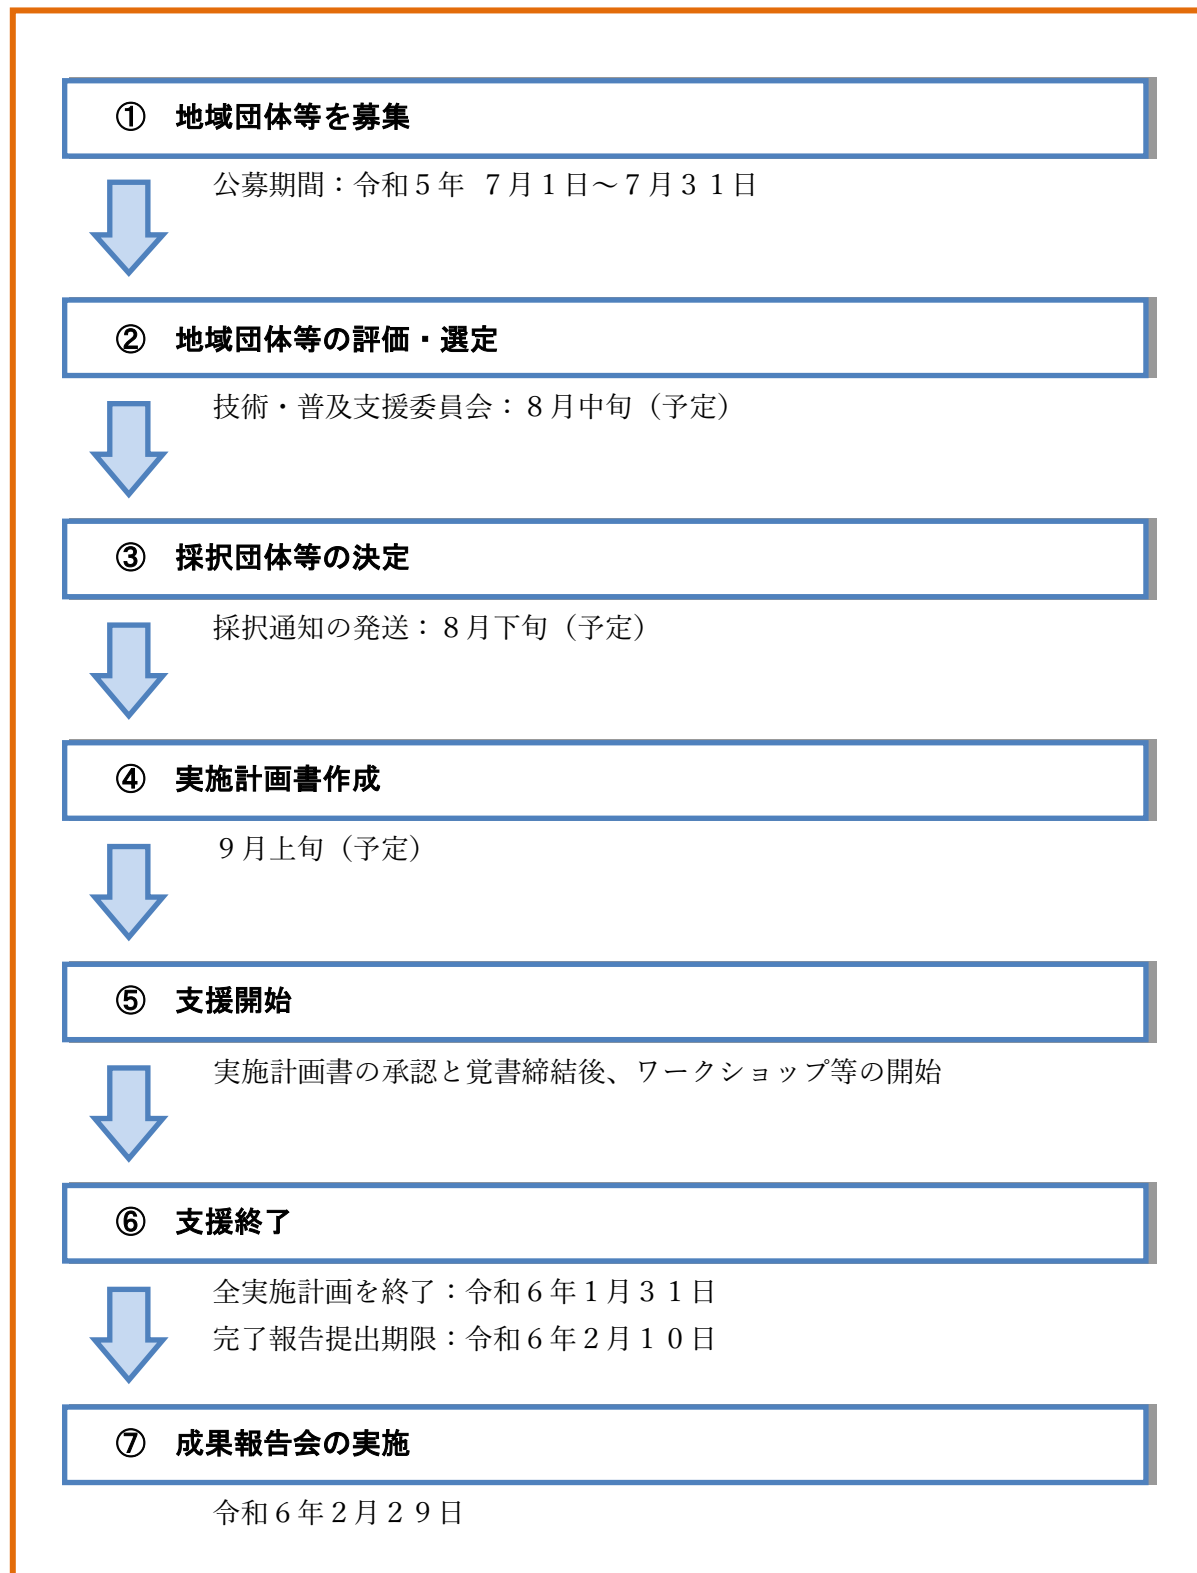 ① 地域団体等を募集
公募期間：令和５年 ７月１日～７月３１日
② 地域団体等の評価・選定
技術・普及支援委員会：８月中旬（予定）
③ 採択団体等の決定
採択通知の発送：８月下旬（予定）
④ 実施計画書作成
９月上旬（予定）
⑤ 支援開始
実施計画書の承認と覚書締結後、ワークショップ等の開始
⑥ 支援終了
全実施計画を終了：令和６年１月３１日
完了報告提出期限：令和６年２月１０日
⑦ 成果報告会の実施
令和６年２月２９日